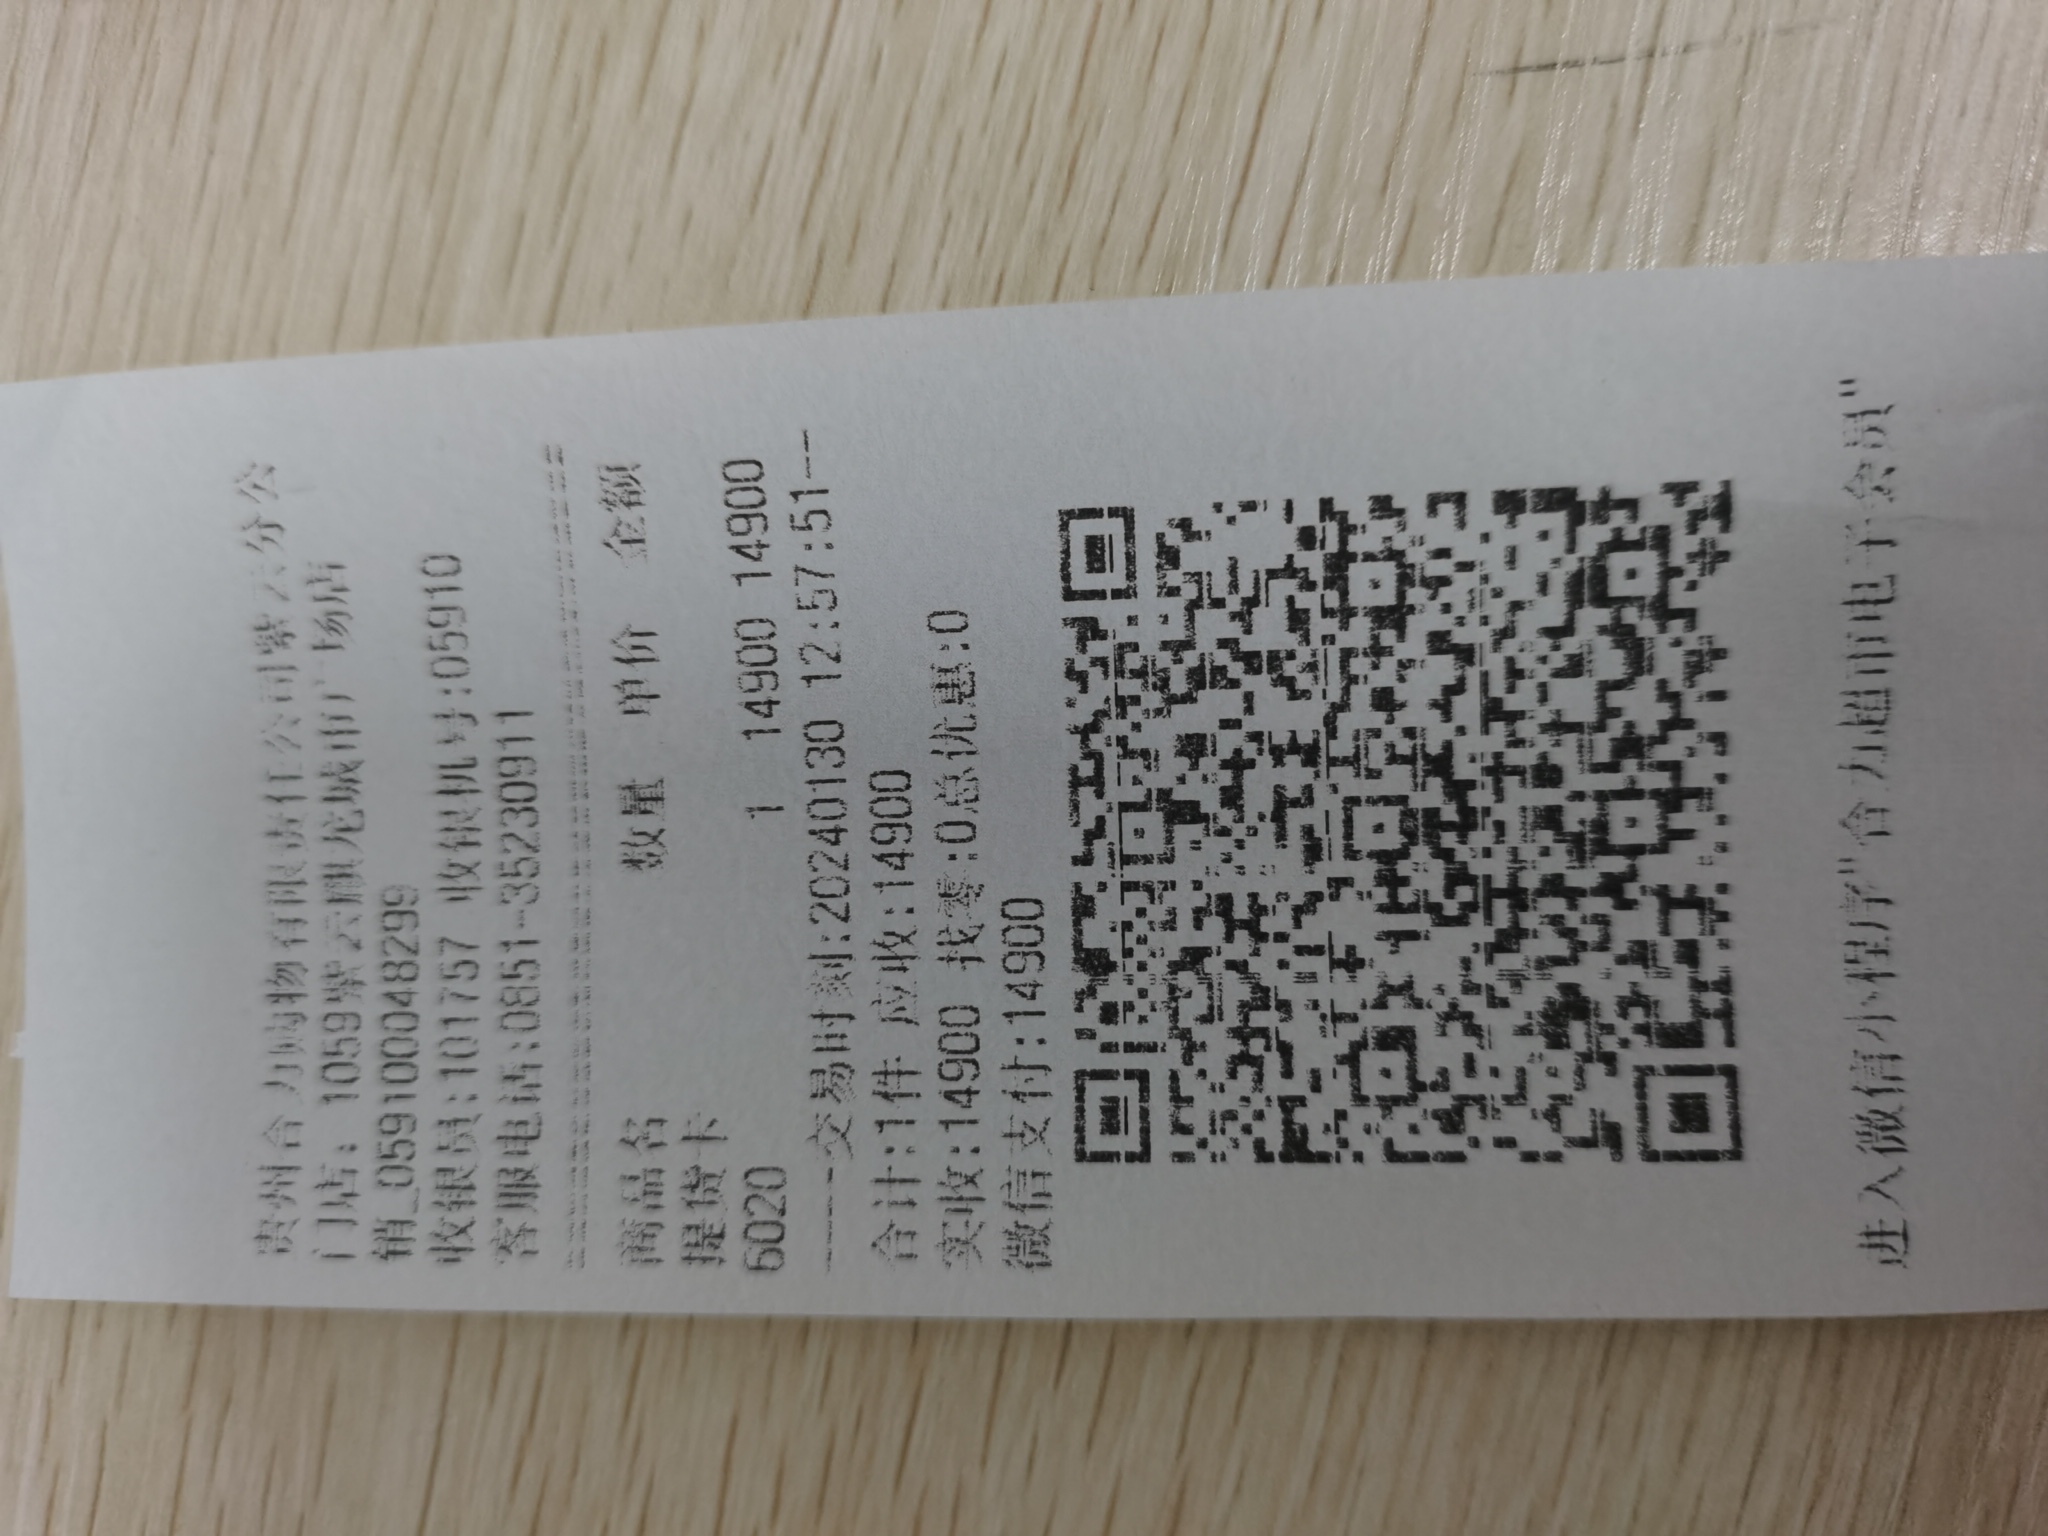 贵州合力购物有限责任公司紫云分公
门店: 1059紫云麒龙城市广场店
销_0591000048299
收银员:101757 收银机号:05910
客服电话:0851-35230911
商品名 数量 单价 金额
提货卡
6020 1 14900 14900
-----交易时刻:20240130 12:57:51--
合计:1件 应收:14900
实收:14900 找零:0总优惠:0
微信支付:14900
进入微信小程序"合力超市电子会员"